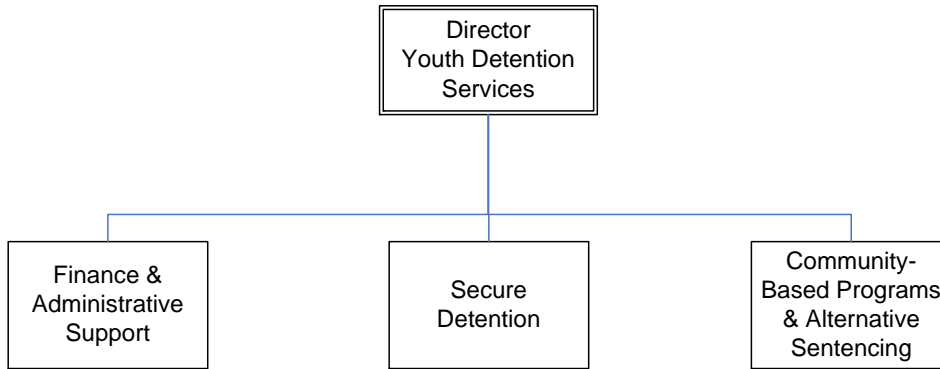 Director
Youth Detention
Services
Finance &
Administrative
Support
Secure
Detention
Community-
Based Programs
& Alternative
Sentencing